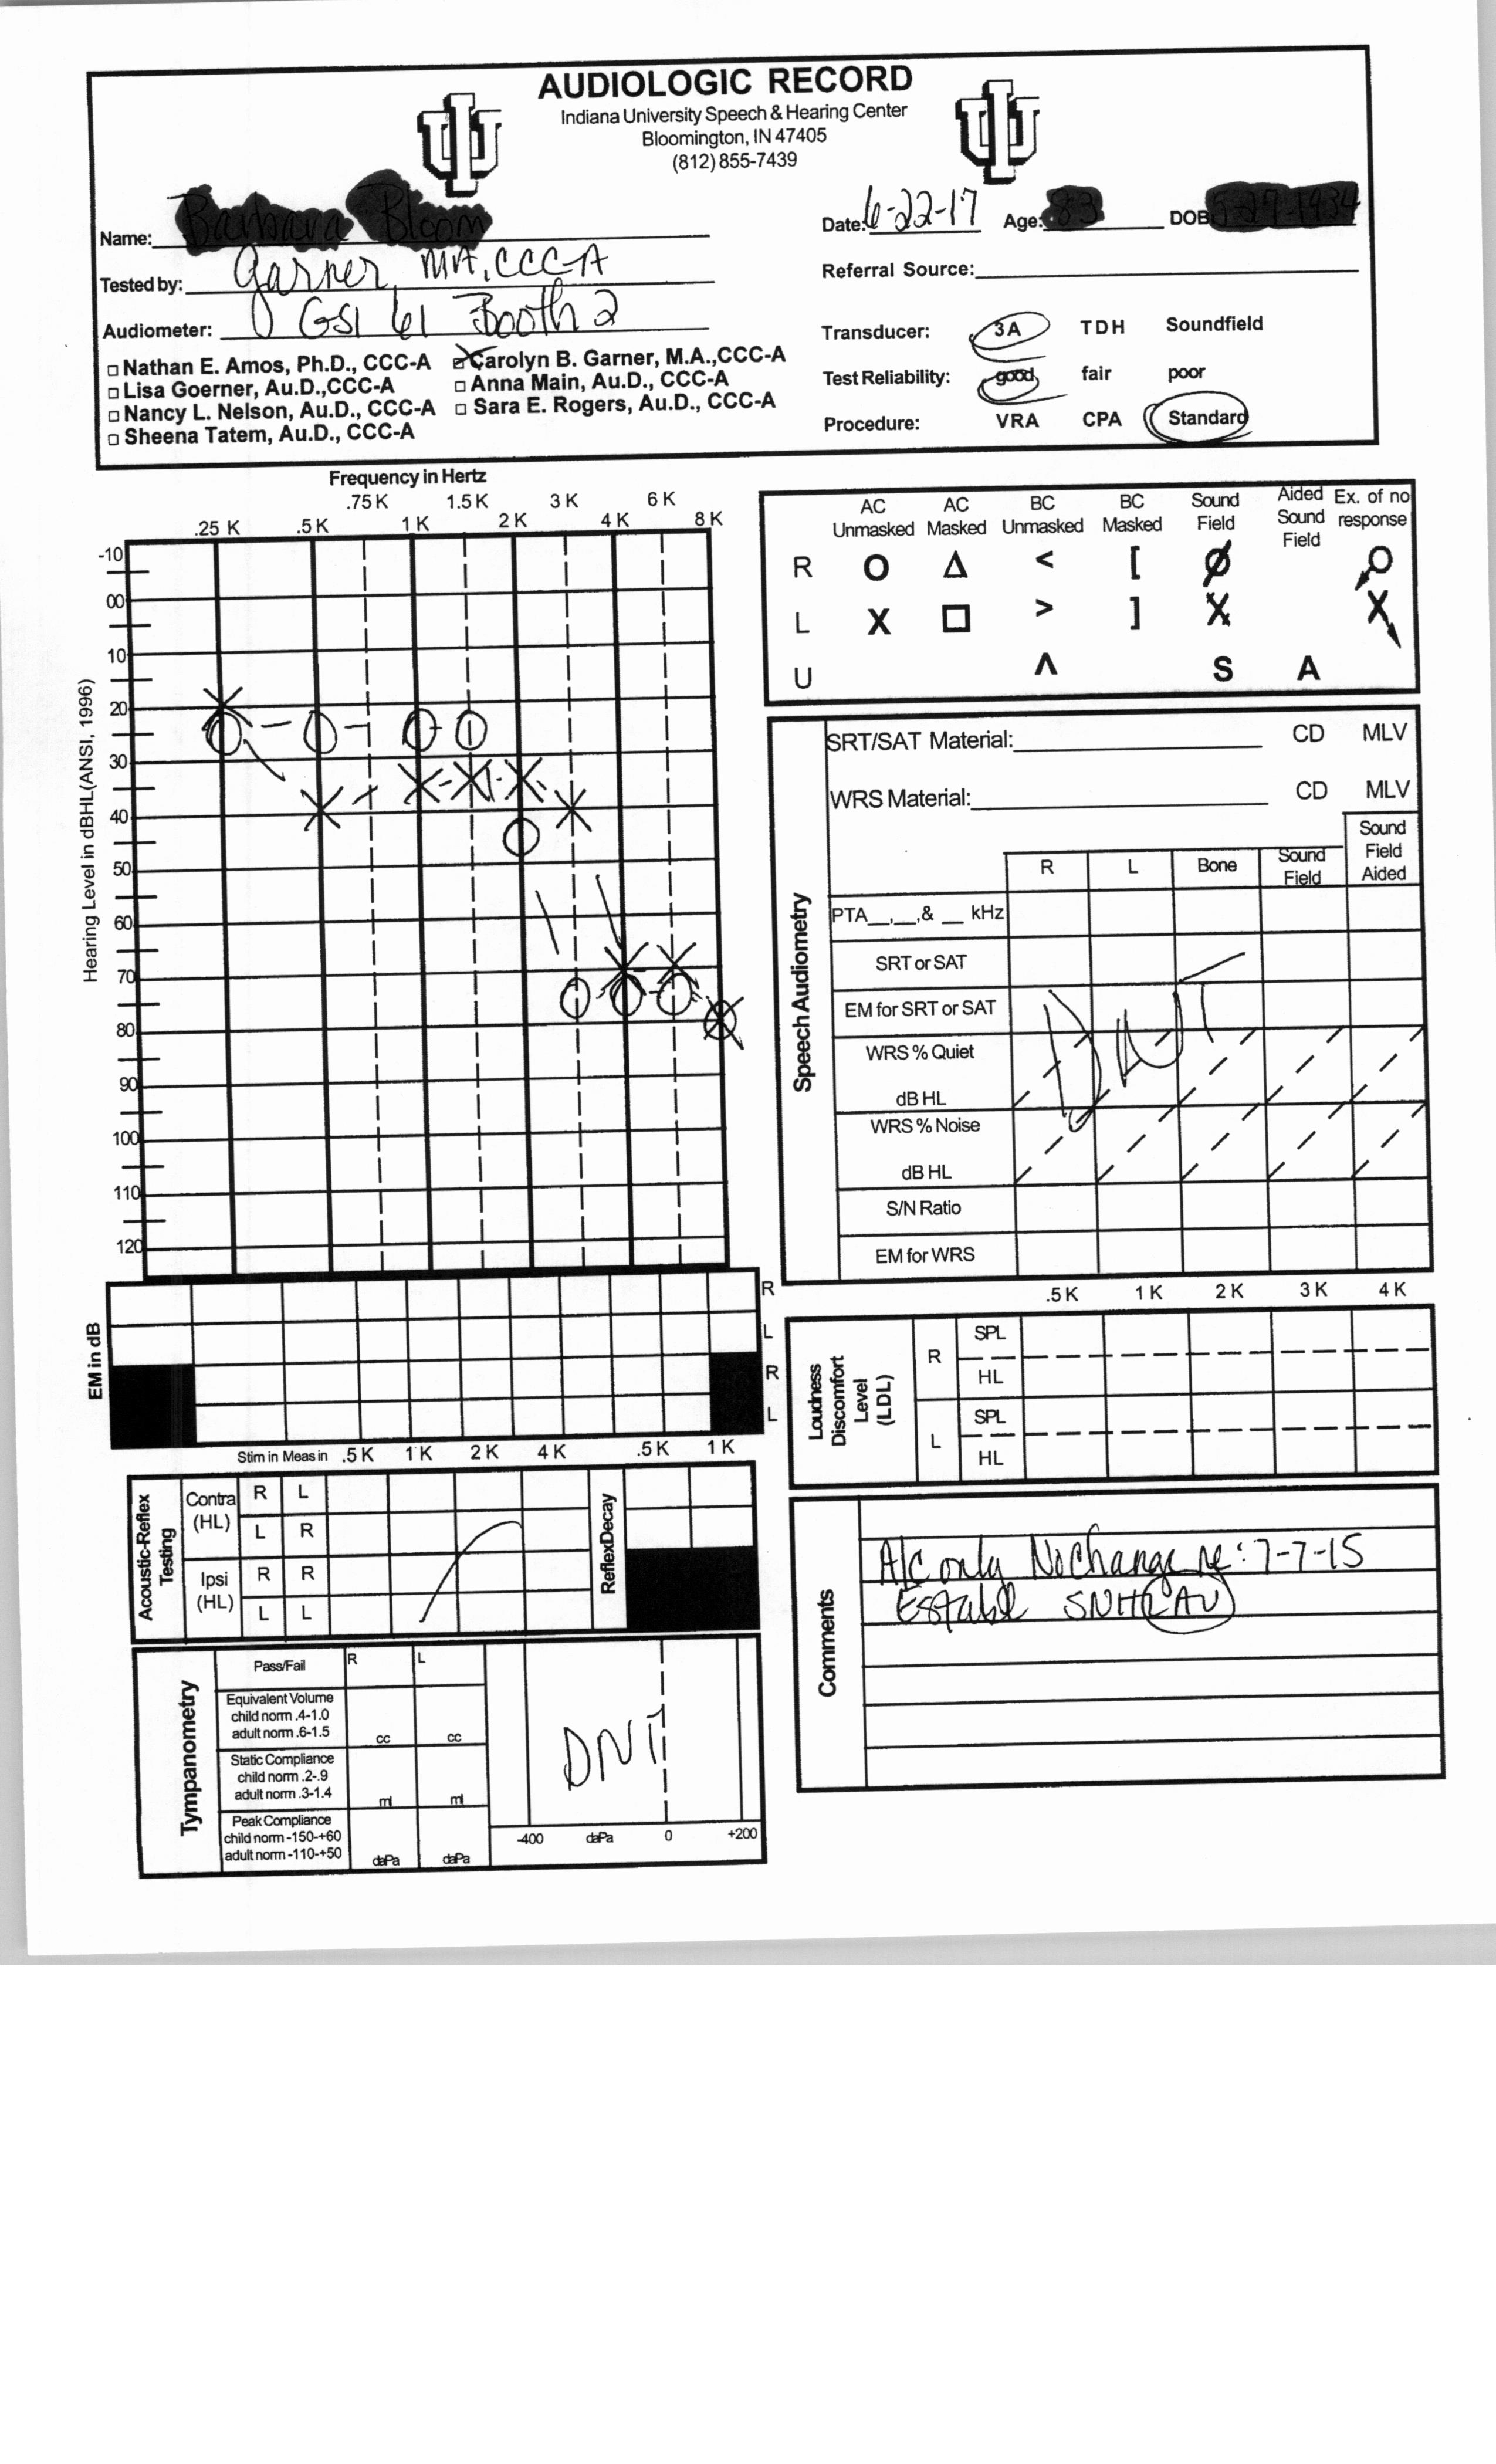 AUDIOLOGIC RECORD
Indiana University Speech & Hearing Center
Bloomington, IN 47405
(812) 855-7439
Name:
Date: 6-22-17 Age: DOB
Tested by: Garner, MA, CCC-A
Referral Source:
Audiometer: GSI 61 Booth 2
Transducer: 3A TDH Soundfield
Test Reliability: good fair poor
Procedure: VRA CPA Standard
Nathan E. Amos, Ph.D., CCC-A Carolyn B. Garner, M.A.,CCC-A
Lisa Goerner, Au.D.,CCC-A Anna Main, Au.D., CCC-A
Nancy L. Nelson, Au.D., CCC-A Sara E. Rogers, Au.D., CCC-A
Sheena Tatem, Au.D., CCC-A
Frequency in Hertz
.75 K 1.5 K 3 K 6 K
.25 K .5K 1 K 2 K 4 K 8 K
Hearing Level in dBHL(ANSI, 1996)
-10
00
10
20
30
40
50
60
70
80
90
100
110
120
AC Unmasked AC Masked BC Unmasked BC Masked Sound Field Aided Sound Field Ex. of no response
R O Δ < [ Ø
L X □ > ]
U Λ S A
Speech Audiometry
SRT/SAT Material: CD MLV
WRS Material: CD MLV
R L Bone Sound Field Sound Field Aided
PTA__,__,& __ kHz
SRT or SAT
EM for SRT or SAT
WRS % Quiet
dB HL
WRS % Noise
dB HL
S/N Ratio
EM for WRS
DNT
EM in dB
R
L
R
L
.5 K 1 K 2 K 3 K 4 K
Loudness Discomfort Level (LDL)
R SPL
HL
L SPL
HL
Stim in Meas in .5 K 1 K 2 K 4 K .5 K 1 K
Acoustic-Reflex Testing
Contra (HL) R L
L R
Ipsi (HL) R R
L L
Reflex Decay
Comments
A/C only No Change re: 7-7-15
Establ SNHL AU
Tympanometry
Pass/Fail R L
Equivalent Volume
child norm .4-1.0
adult norm .6-1.5 cc cc
Static Compliance
child norm .2-.9
adult norm .3-1.4 ml ml
Peak Compliance
child norm -150-+60
adult norm -110-+50 daPa daPa
DNT
-400 daPa 0 +200